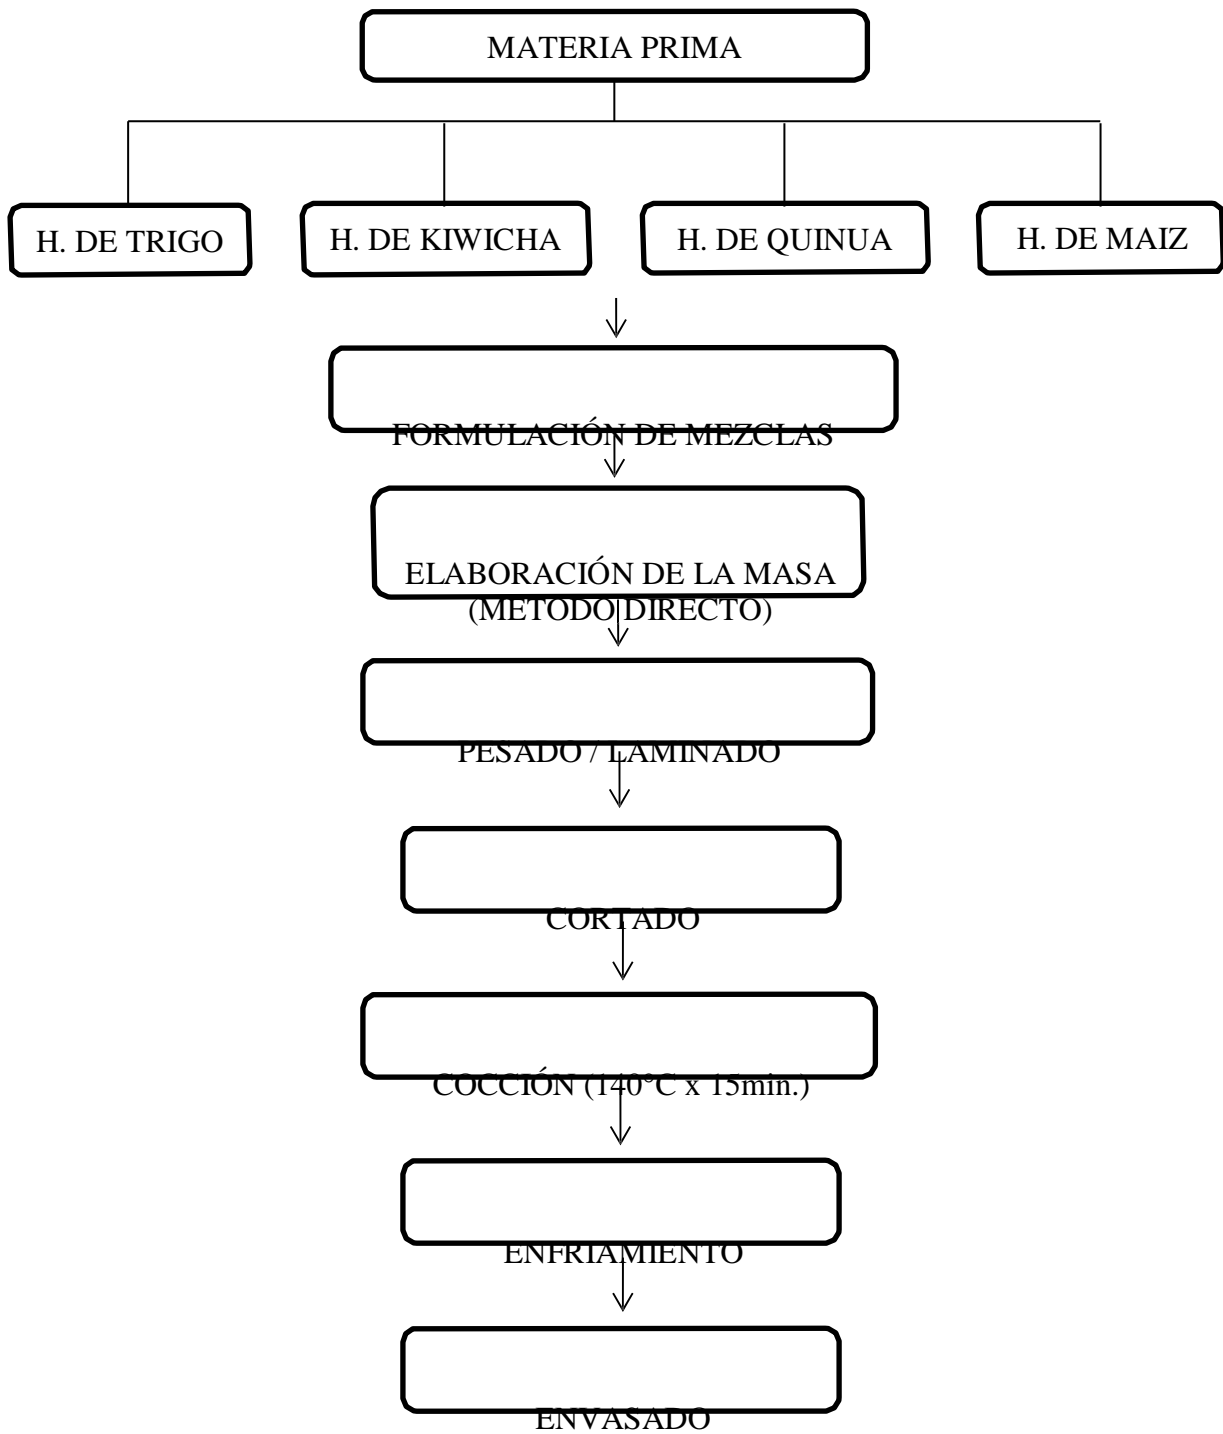 MATERIA PRIMA
H. DE TRIGO
H. DE KIWICHA
H. DE QUINUA
H. DE MAIZ
FORMULACIÓN DE MEZCLAS
ELABORACIÓN DE LA MASA
(METODO DIRECTO)
PESADO / LAMINADO
CORTADO
COCCIÓN (140°C x 15min.)
ENFRIAMIENTO
ENVASADO